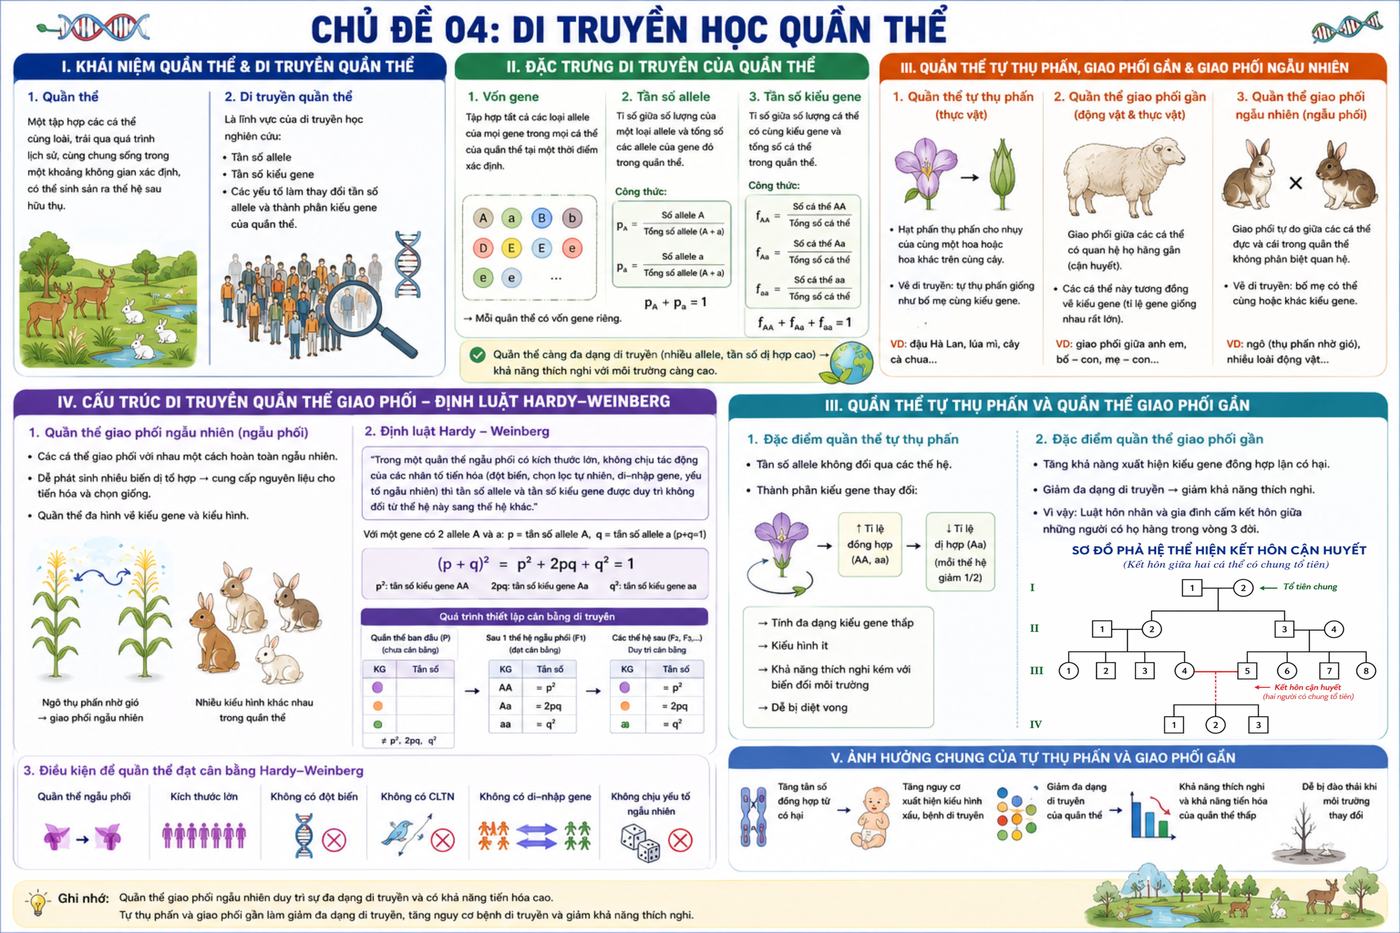 CHỦ ĐỀ 04: DI TRUYỀN HỌC QUẦN THỂ
I. KHÁI NIỆM QUẦN THỂ & DI TRUYỀN QUẦN THỂ
1. Quần thể
Một tập hợp các cá thể
cùng loài, trải qua quá trình
lịch sử, cùng chung sống trong
một khoảng không gian xác định,
có thể sinh sản ra thế hệ sau
hữu thụ.
2. Di truyền quần thể
Là lĩnh vực của di truyền học
nghiên cứu:
• Tần số allele
• Tần số kiểu gene
• Các yếu tố làm thay đổi tần số
allele và thành phần kiểu gene
của quần thể.
II. ĐẶC TRƯNG DI TRUYỀN CỦA QUẦN THỂ
1. Vốn gene
Tập hợp tất cả các loại allele
của mọi gene trong mọi cá thể
của quần thể tại một thời điểm
xác định.
A a B b
D E E e
e e ...
→ Mỗi quần thể có vốn gene riêng.
2. Tần số allele
Tỉ số giữa số lượng của
một loại allele và tổng số
các allele của gene đó
trong quần thể.
Công thức:
p_A = Số allele A / Tổng số allele (A + a)
p_a = Số allele a / Tổng số allele (A + a)
p_A + p_a = 1
3. Tần số kiểu gene
Tỉ số giữa số lượng cá thể
có cùng kiểu gene và
tổng số cá thể
trong quần thể.
Công thức:
f_AA = Số cá thể AA / Tổng số cá thể
f_Aa = Số cá thể Aa / Tổng số cá thể
f_aa = Số cá thể aa / Tổng số cá thể
f_AA + f_Aa + f_aa = 1
Quần thể càng đa dạng di truyền (nhiều allele, tần số dị hợp cao) →
khả năng thích nghi với môi trường càng cao.
III. QUẦN THỂ TỰ THỤ PHẤN, GIAO PHỐI GẦN & GIAO PHỐI NGẪU NHIÊN
1. Quần thể tự thụ phấn
(thực vật)
• Hạt phấn thụ phấn cho nhụy
của cùng một hoa hoặc
hoa khác trên cùng cây.
• Về di truyền: tự thụ phấn giống
như bố mẹ cùng kiểu gene.
VD: đậu Hà Lan, lúa mì, cây
cà chua...
2. Quần thể giao phối gần
(động vật & thực vật)
Giao phối giữa các cá thể
có quan hệ họ hàng gần
(cận huyết).
• Các cá thể này tương đồng
về kiểu gene (tỉ lệ gene giống
nhau rất lớn).
VD: giao phối giữa anh em,
bố – con, mẹ – con...
3. Quần thể giao phối
ngẫu nhiên (ngẫu phối)
×
Giao phối tự do giữa các cá thể
đực và cái trong quần thể
không phân biệt quan hệ.
• Về di truyền: bố mẹ có thể
cùng hoặc khác kiểu gene.
VD: ngô (thụ phấn nhờ gió),
nhiều loài động vật...
IV. CẤU TRÚC DI TRUYỀN QUẦN THỂ GIAO PHỐI – ĐỊNH LUẬT HARDY–WEINBERG
1. Quần thể giao phối ngẫu nhiên (ngẫu phối)
• Các cá thể giao phối với nhau một cách hoàn toàn ngẫu nhiên.
• Dễ phát sinh nhiều biến dị tổ hợp → cung cấp nguyên liệu cho
tiến hóa và chọn giống.
• Quần thể đa hình về kiểu gene và kiểu hình.
Ngô thụ phấn nhờ gió
→ giao phối ngẫu nhiên
Nhiều kiểu hình khác nhau
trong quần thể
2. Định luật Hardy – Weinberg
"Trong một quần thể ngẫu phối có kích thước lớn, không chịu tác động
của các nhân tố tiến hóa (đột biến, chọn lọc tự nhiên, di–nhập gene, yếu
tố ngẫu nhiên) thì tần số allele và tần số kiểu gene được duy trì không
đổi từ thế hệ này sang thế hệ khác."
Với một gene có 2 allele A và a: p = tần số allele A, q = tần số allele a (p+q=1)
(p + q)² = p² + 2pq + q² = 1
p²: tần số kiểu gene AA 2pq: tần số kiểu gene Aa q²: tần số kiểu gene aa
Quá trình thiết lập cân bằng di truyền
Quần thể ban đầu (P)
(chưa cân bằng)
KG Tần số
≠ p², 2pq, q²
Sau 1 thế hệ ngẫu phối (F1)
(đạt cân bằng)
KG Tần số
AA = p²
Aa = 2pq
aa = q²
Các thế hệ sau (F₂, F₃,...)
Duy trì cân bằng
KG Tần số
= p²
= 2pq
aa = q²
3. Điều kiện để quần thể đạt cân bằng Hardy–Weinberg
Quần thể ngẫu phối
Kích thước lớn
Không có đột biến
Không có CLTN
Không có di–nhập gene
Không chịu yếu tố
ngẫu nhiên
III. QUẦN THỂ TỰ THỤ PHẤN VÀ QUẦN THỂ GIAO PHỐI GẦN
1. Đặc điểm quần thể tự thụ phấn
• Tần số allele không đổi qua các thế hệ.
• Thành phần kiểu gene thay đổi:
↑ Tỉ lệ
đồng hợp
(AA, aa)
↓ Tỉ lệ
dị hợp (Aa)
(mỗi thế hệ
giảm 1/2)
→ Tính đa dạng kiểu gene thấp
→ Kiểu hình ít
→ Khả năng thích nghi kém với
biến đổi môi trường
→ Dễ bị diệt vong
2. Đặc điểm quần thể giao phối gần
• Tăng khả năng xuất hiện kiểu gene đồng hợp lặn có hại.
• Giảm đa dạng di truyền → giảm khả năng thích nghi.
• Vì vậy: Luật hôn nhân và gia đình cấm kết hôn giữa
những người có họ hàng trong vòng 3 đời.
SƠ ĐỒ PHẢ HỆ THỂ HIỆN KẾT HÔN CẬN HUYẾT
(Kết hôn giữa hai cá thể có chung tổ tiên)
I 1 2 Tổ tiên chung
II 1 2 3 4
III 1 2 3 4 5 6 7 8
Kết hôn cận huyết
(hai người có chung tổ tiên)
IV 1 2 3
V. ẢNH HƯỞNG CHUNG CỦA TỰ THỤ PHẤN VÀ GIAO PHỐI GẦN
Tăng tần số
đồng hợp tử
có hại
Tăng nguy cơ
xuất hiện kiểu hình
xấu, bệnh di truyền
Giảm đa dạng
di truyền
của quần thể
Khả năng thích nghi
và khả năng tiến hóa
của quần thể thấp
Dễ bị đào thải khi
môi trường
thay đổi
Ghi nhớ: Quần thể giao phối ngẫu nhiên duy trì sự đa dạng di truyền và có khả năng tiến hóa cao.
Tự thụ phấn và giao phối gần làm giảm đa dạng di truyền, tăng nguy cơ bệnh di truyền và giảm khả năng thích nghi.